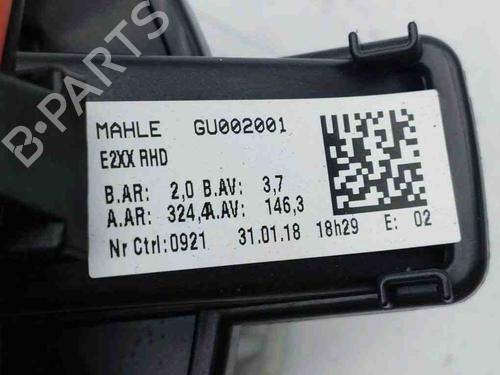 MAHLE GU002001
E2XX RHD
B.AR: 2,0 B.AV: 3,7
A.AR: 324,4 A.AV: 146,3
Nr Ctrl:0921 31.01.18 18h29 E: 02
B-PARTS